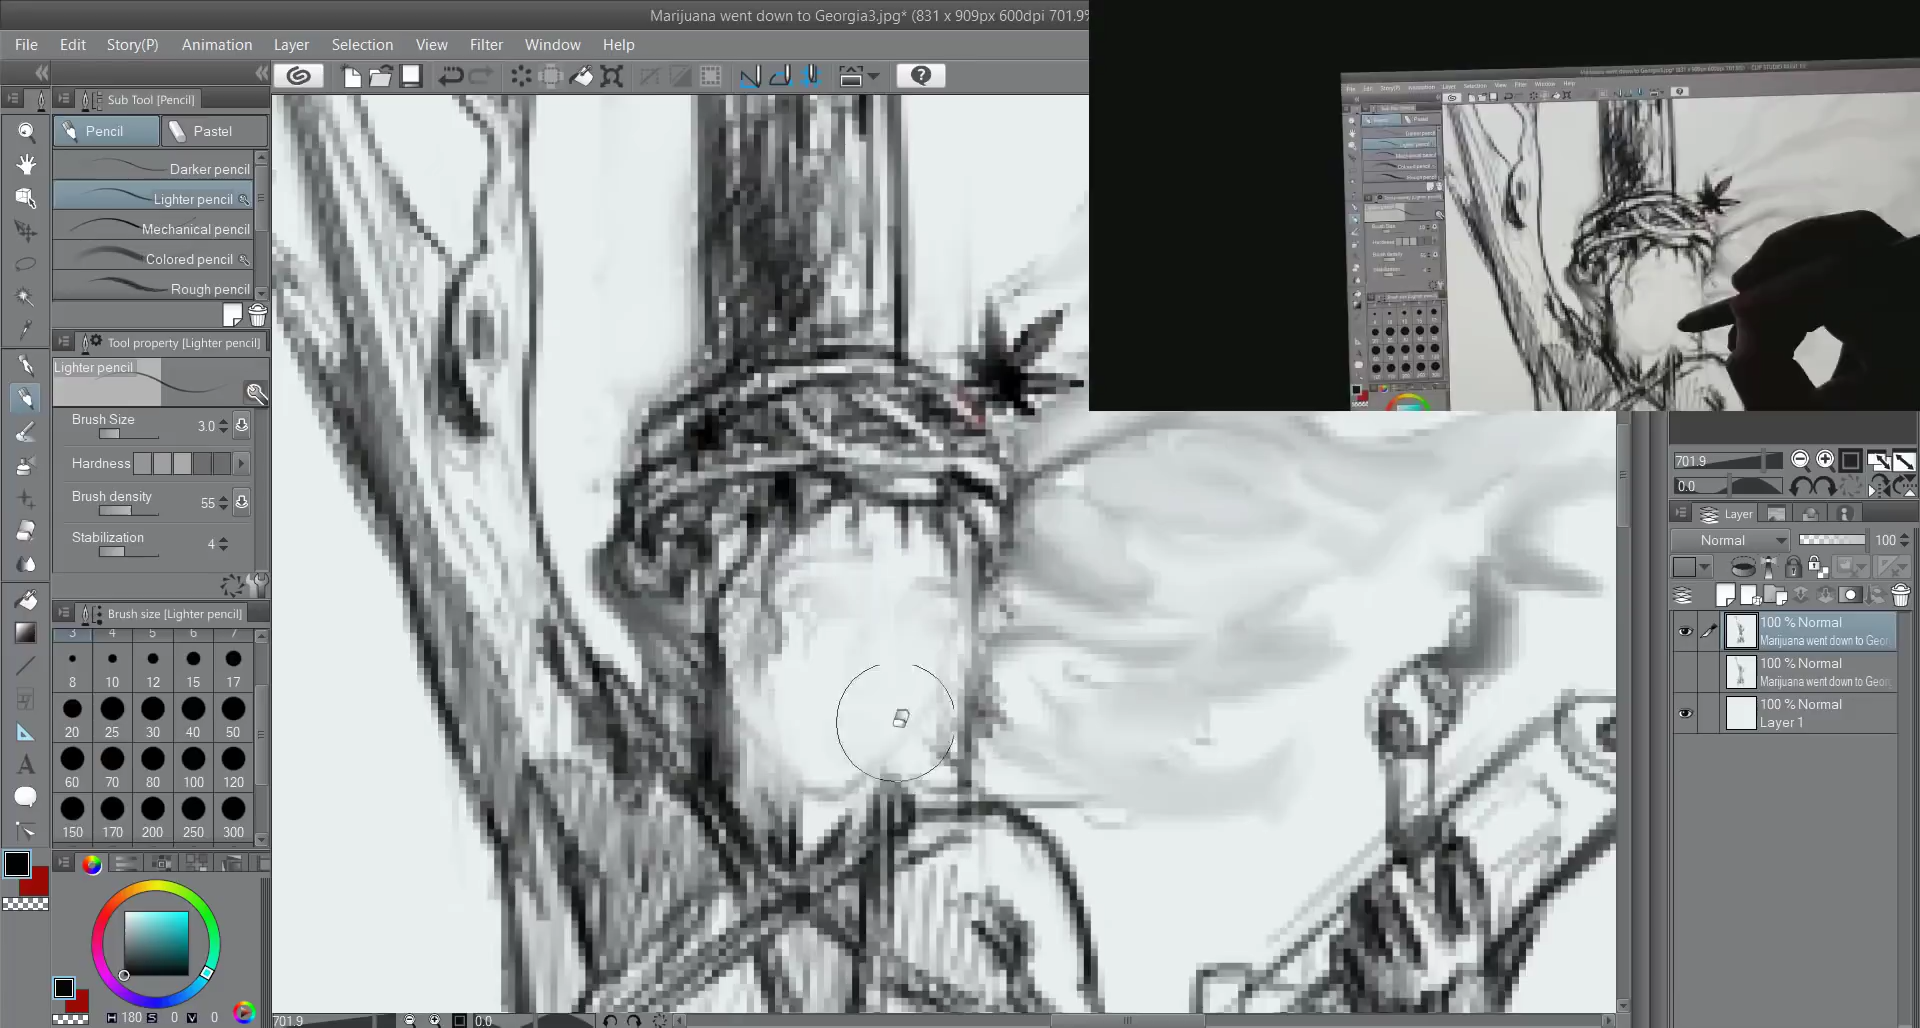 Marijuana went down to Georgia3.jpg* (831 x 909px 600dpi 701.9%
File Edit Story(P) Animation Layer Selection View Filter Window Help
Sub Tool [Pencil]
Pencil Pastel
Darker pencil
Lighter pencil
Mechanical pencil
Colored pencil
Rough pencil
Tool property [Lighter pencil]
Lighter pencil
Brush Size 3.0
Hardness
Brush density 55
Stabilization 4
Brush size [Lighter pencil]
3 4 5 6 7
8 10 12 15 17
20 25 30 40 50
60 70 80 100 120
150 170 200 250 300
H 180 S 0 V 0
701.9 0.0
701.9
0.0
Layer
Normal 100
100 % Normal
Marijuana went down to Geor
100 % Normal
Marijuana went down to Geor
100 % Normal
Layer 1